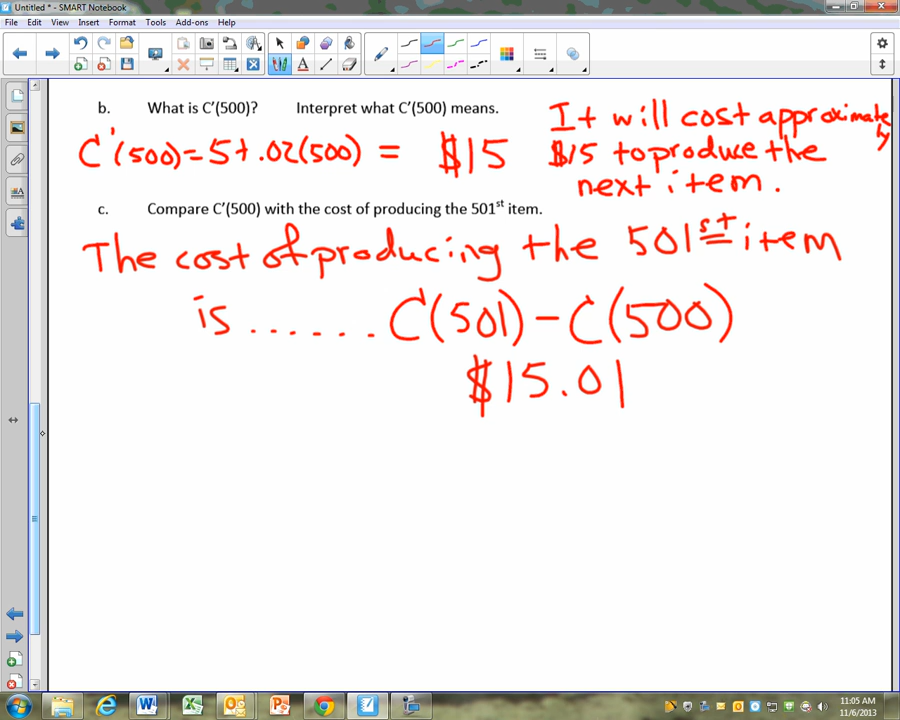 Untitled * - SMART Notebook
File Edit View Insert Format Tools Add-ons Help
b. What is C'(500)? Interpret what C'(500) means.
It will cost approximately
C'(500)=5+.02(500) = $15
$15 to produce the
next item.
c. Compare C'(500) with the cost of producing the 501st item.
The cost of producing the 501st item
is ...... C(501) - C(500)
$15.01
11:05 AM
11/6/2013